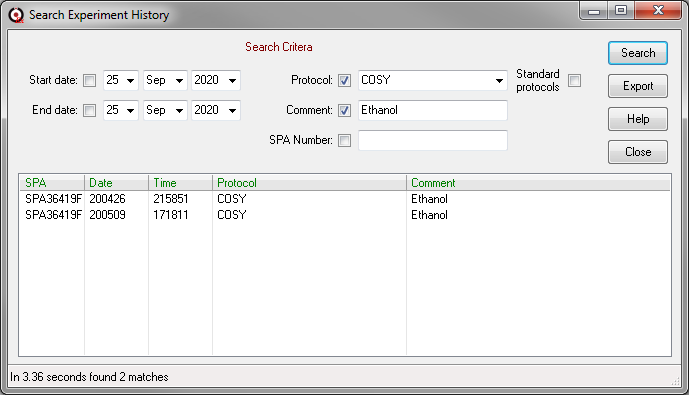 Search Experiment History
Search Critera
Search
Start date: 25 Sep 2020 Protocol: COSY Standard protocols
Export
End date: 25 Sep 2020 Comment: Ethanol
Help
SPA Number:
Close
SPA Date Time Protocol Comment
SPA36419F 200426 215851 COSY Ethanol
SPA36419F 200509 171811 COSY Ethanol
In 3.36 seconds found 2 matches